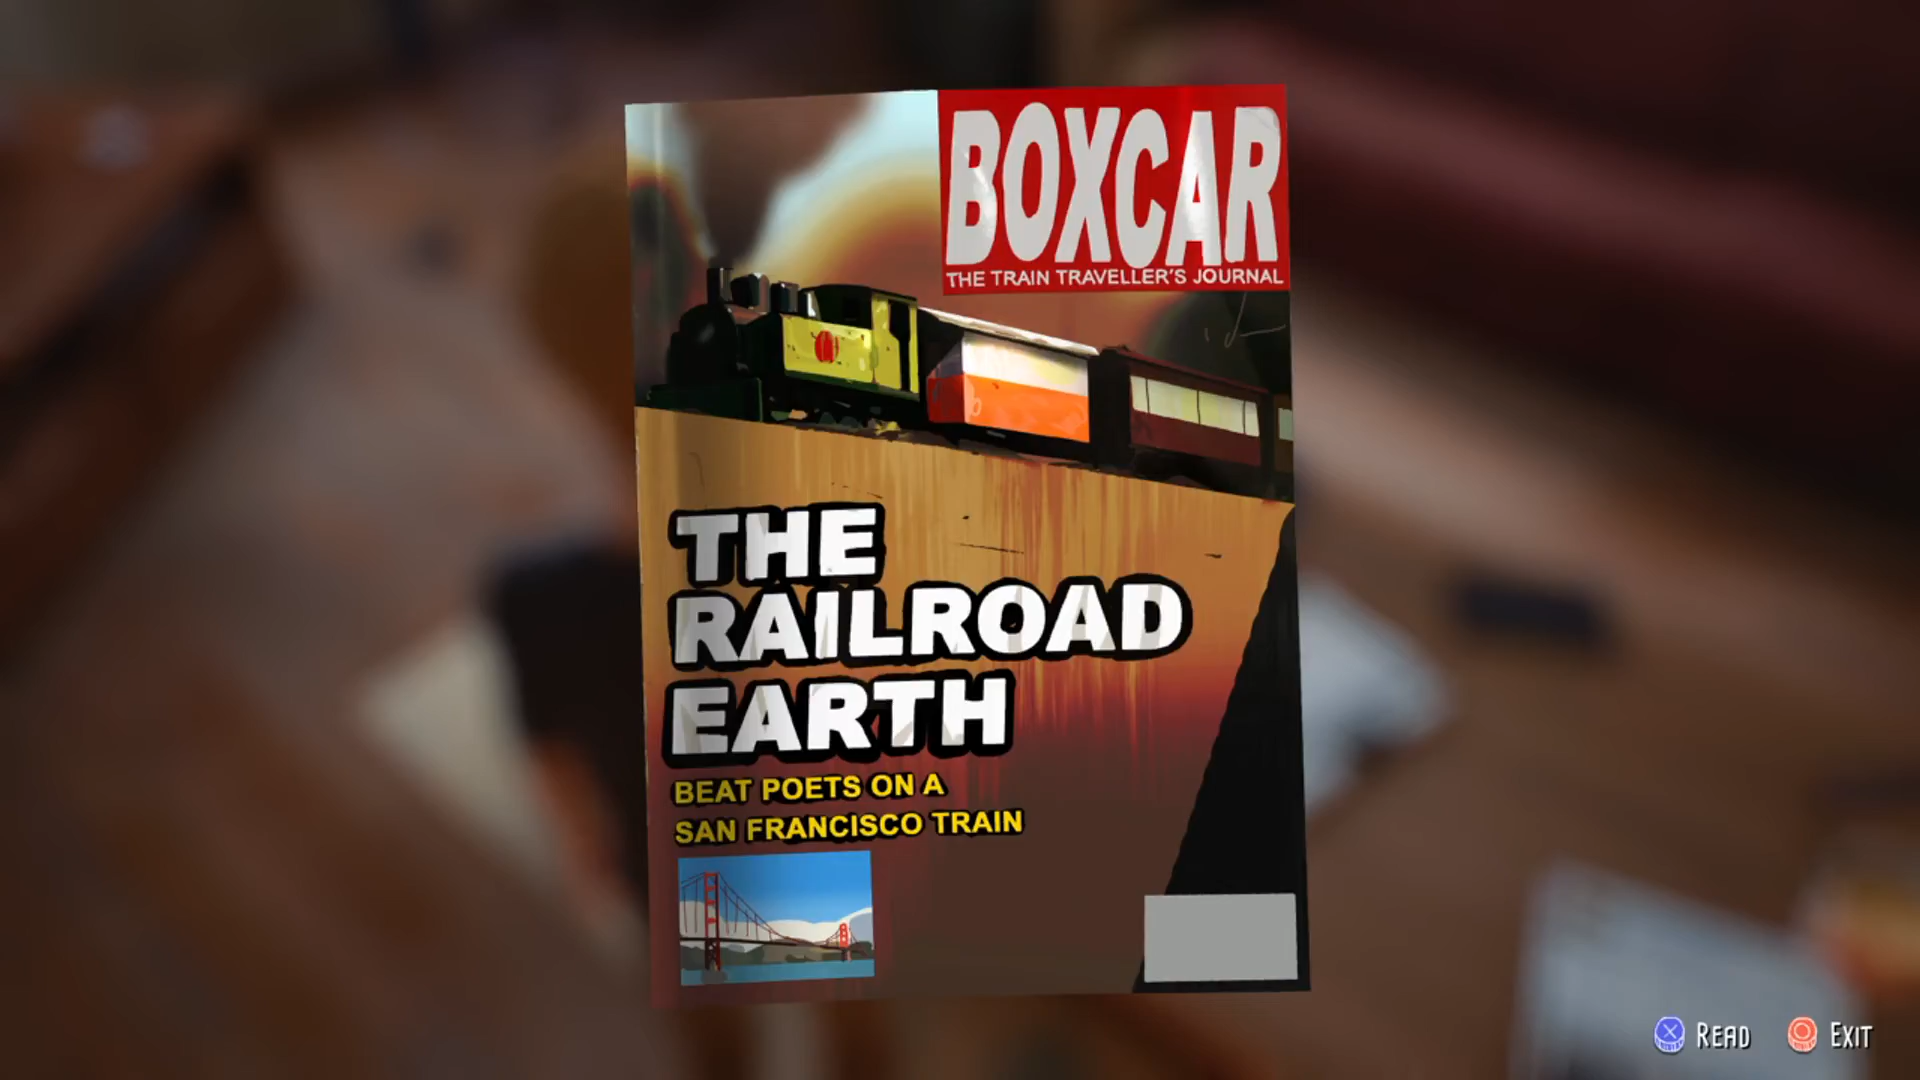 BOXCAR
THE TRAIN TRAVELLER'S JOURNAL
THE
RAILROAD
EARTH
BEAT POETS ON A
SAN FRANCISCO TRAIN
READ EXIT